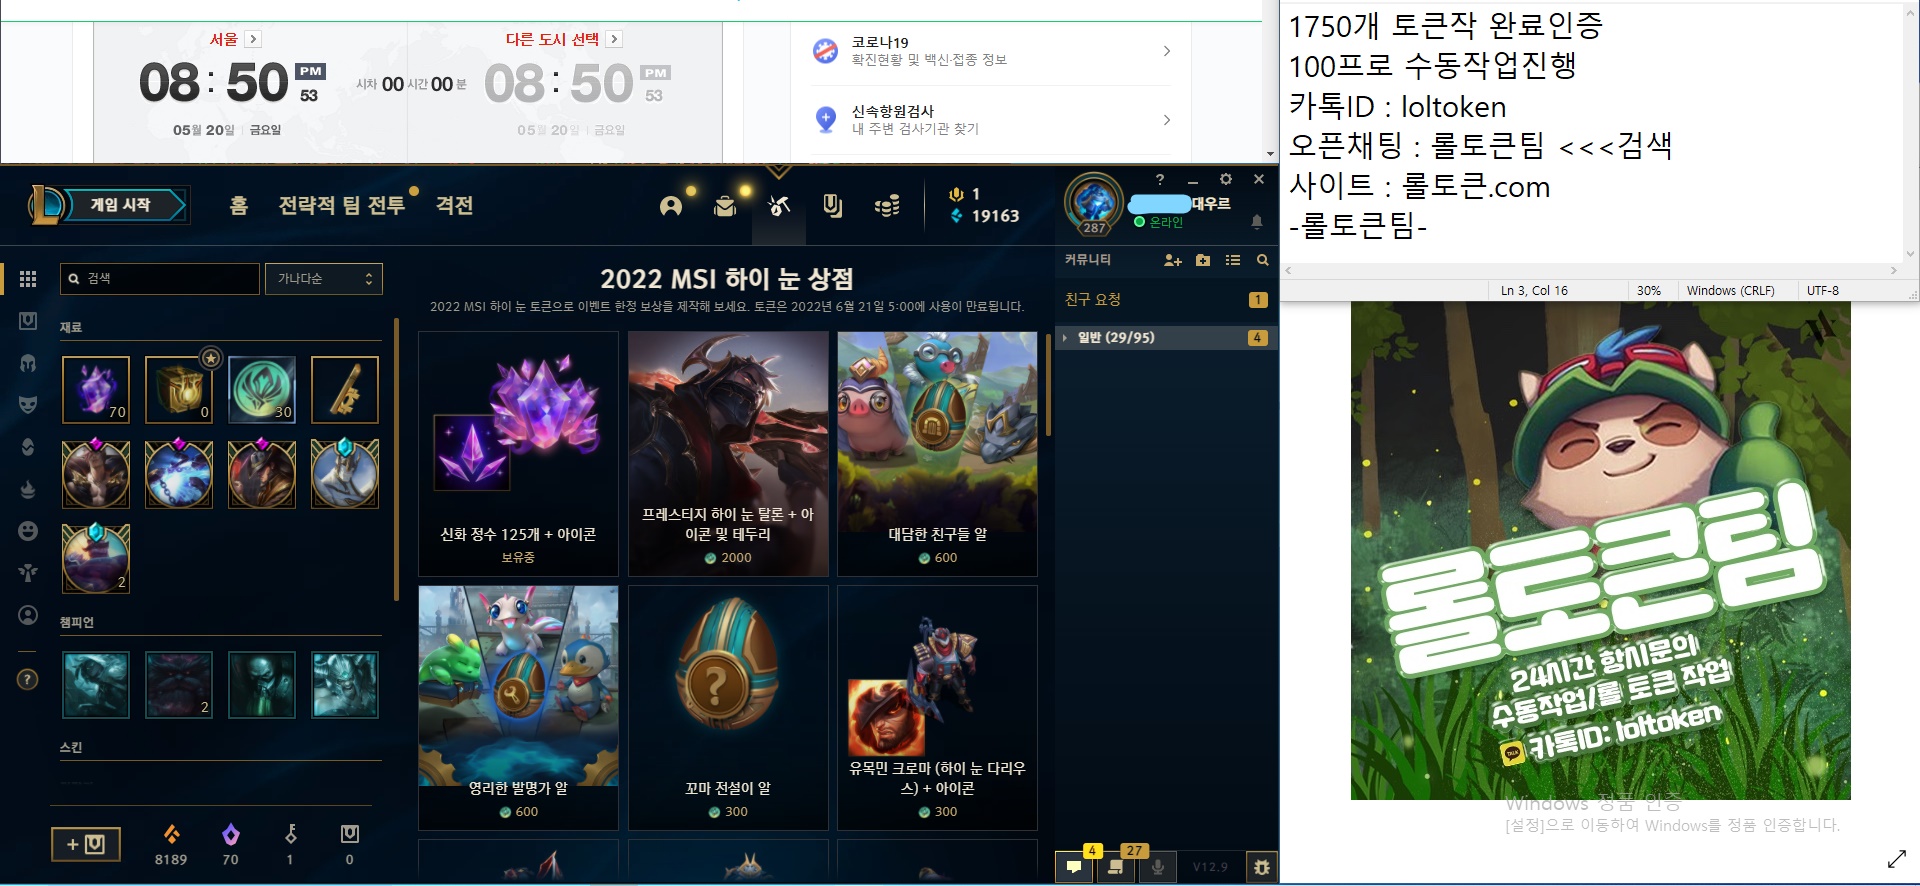 서울
다른 도시 선택
08 : 50 PM 53
시차 00 시간 00 분
08 : 50 PM 53
05월 20일 | 금요일
05월 20일 | 금요일
코로나19
확진현황 및 백신·접종 정보
신속항원검사
내 주변 검사기관 찾기
1750개 토큰작 완료인증
100프로 수동작업진행
카톡ID : loltoken
오픈채팅 : 롤토큰팀 <<<검색
사이트 : 롤토큰.com
-롤토큰팀-
Ln 3, Col 16
30%
Windows (CRLF)
UTF-8
게임 시작
홈
전략적 팀 전투
격전
1
19163
287
대우르
온라인
커뮤니티
친구 요청
1
일반 (29/95)
4
검색
가나다순
재료
70
0
30
2
챔피언
2
스킨
8189
70
1
0
2022 MSI 하이 눈 상점
2022 MSI 하이 눈 토큰으로 이벤트 한정 보상을 제작해 보세요. 토큰은 2022년 6월 21일 5:00에 사용이 만료됩니다.
신화 정수 125개 + 아이콘
보유중
프레스티지 하이 눈 탈론 + 아
이콘 및 테두리
2000
대담한 친구들 알
600
영리한 발명가 알
600
꼬마 전설이 알
300
유목민 크로마 (하이 눈 다리우
스) + 아이콘
300
4
27
V12.9
롤토큰팀
24시간 항시문의
수동작업/롤 토큰 작업
TALK
카톡ID: loltoken
Windows 정품 인증
[설정]으로 이동하여 Windows를 정품 인증합니다.